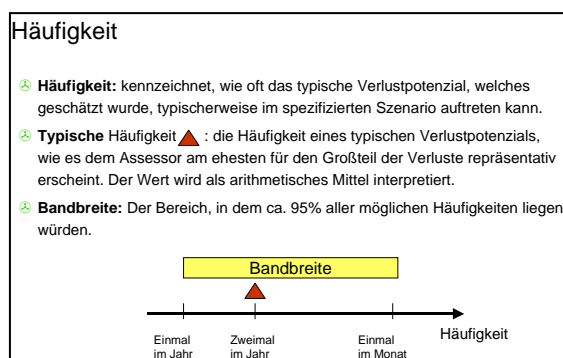 Häufigkeit
Häufigkeit: kennzeichnet, wie oft das typische Verlustpotenzial, welches
geschätzt wurde, typischerweise im spezifizierten Szenario auftreten kann.
Typische Häufigkeit : die Häufigkeit eines typischen Verlustpotenzials,
wie es dem Assessor am ehesten für den Großteil der Verluste repräsentativ
erscheint. Der Wert wird als arithmetisches Mittel interpretiert.
Bandbreite: Der Bereich, in dem ca. 95% aller möglichen Häufigkeiten liegen
würden.
Bandbreite
Einmal
im Jahr
Zweimal
im Jahr
Einmal
im Monat
Häufigkeit